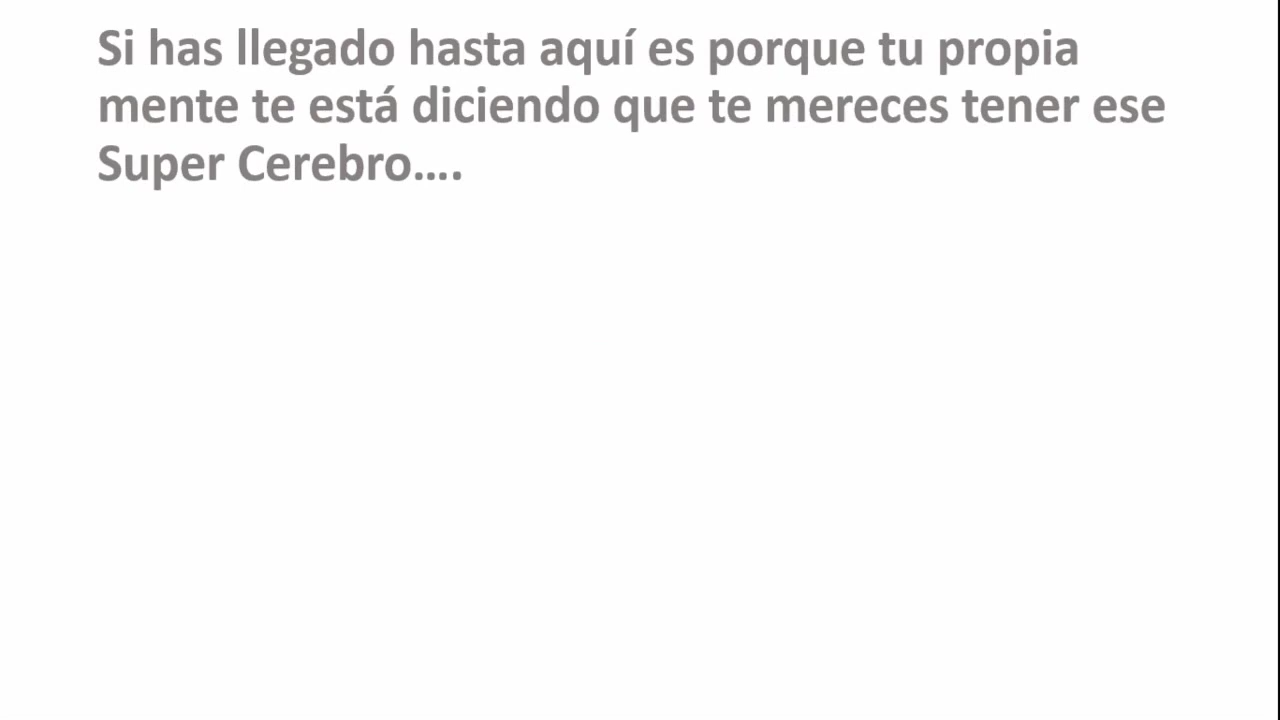 Si has llegado hasta aquí es porque tu propia
mente te está diciendo que te mereces tener ese
Super Cerebro....